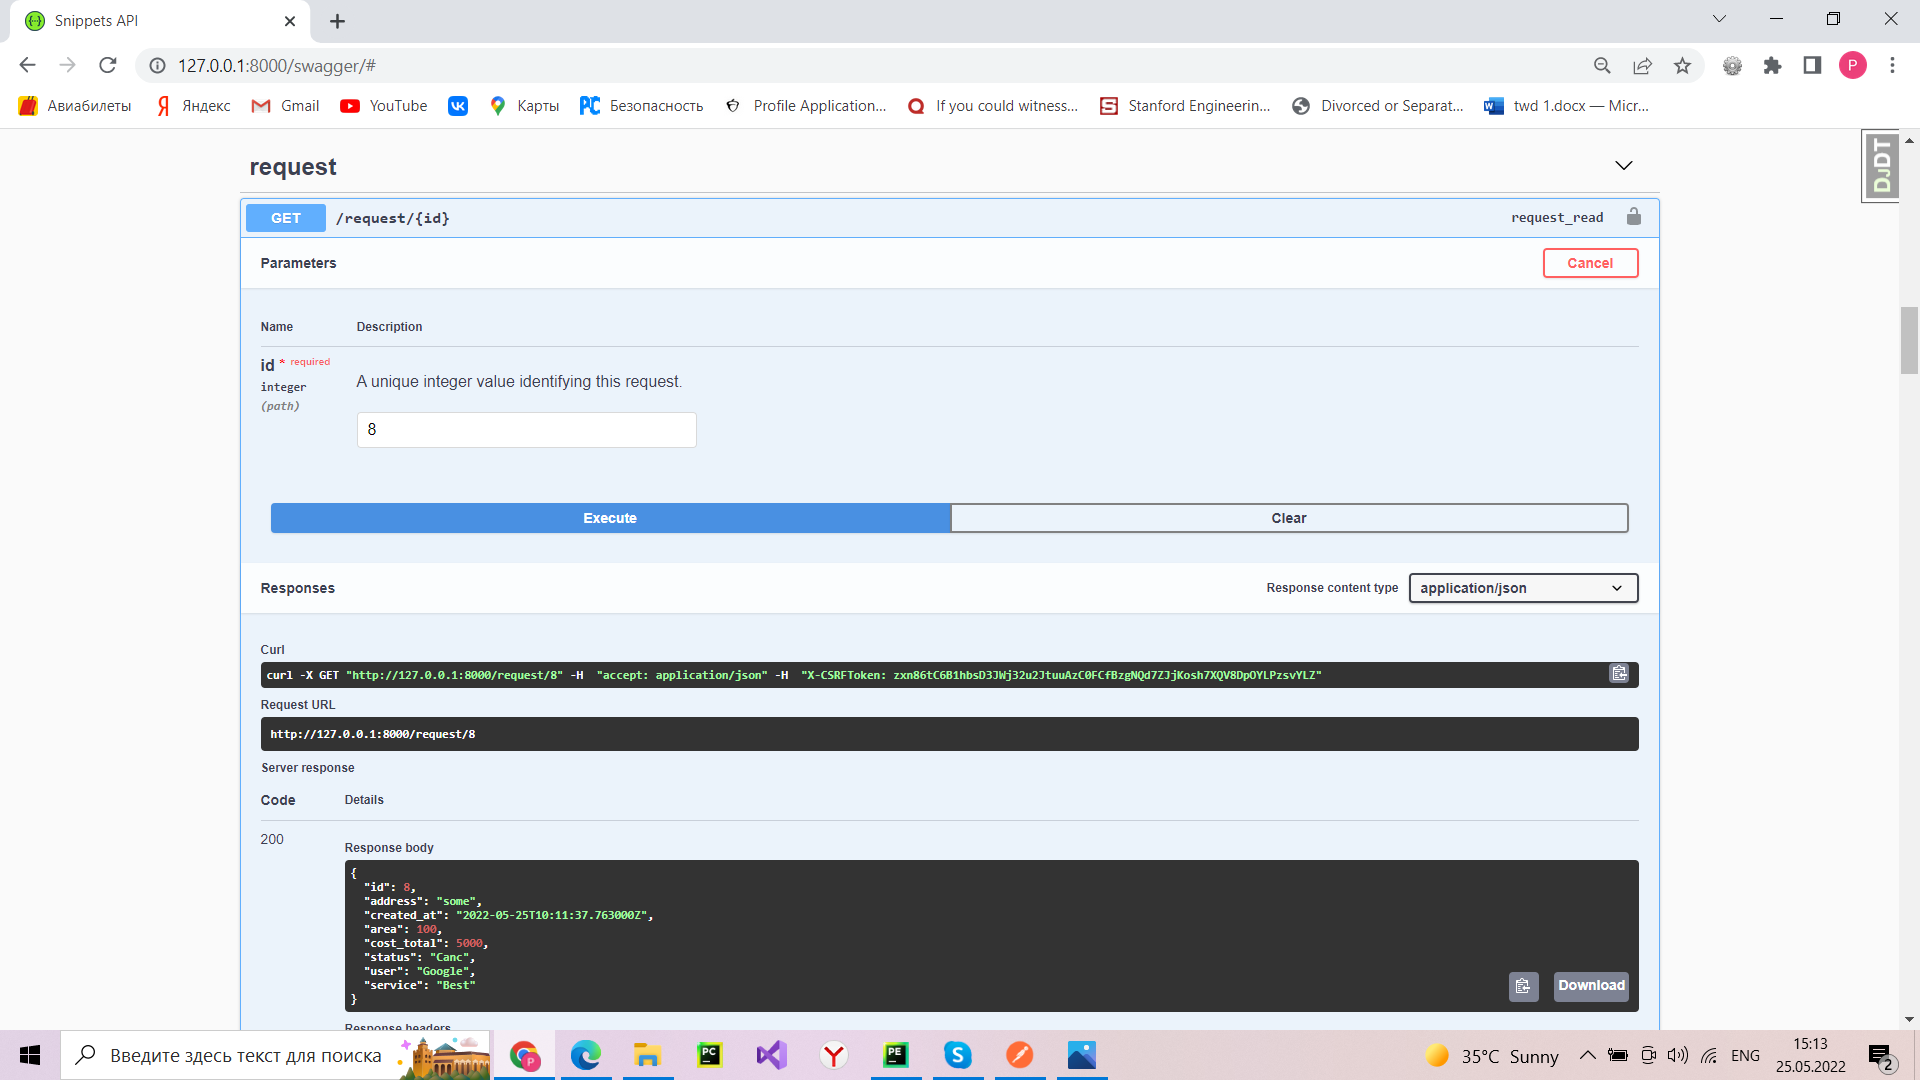 Snippets API
127.0.0.1:8000/swagger/#
P
Авиабилеты Яндекс Gmail YouTube Карты Безопасность Profile Application... If you could witness... Stanford Engineerin... Divorced or Separat... twd 1.docx — Micr...
DJDT
request
GET /request/{id} request_read
Parameters Cancel
Name Description
id * required
integer
(path)
A unique integer value identifying this request.
8
Execute Clear
Responses Response content type application/json
Curl
curl -X GET "http://127.0.0.1:8000/request/8" -H  "accept: application/json" -H  "X-CSRFToken: zxn86tC6B1hbsD3JWj32u2JtuuAzC0FCfBzgNQd7ZJjKosh7XQV8DpOYLPzsvYLZ"
Request URL
http://127.0.0.1:8000/request/8
Server response
Code Details
200
Response body
{
"id": 8,
"address": "some",
"created_at": "2022-05-25T10:11:37.763000Z",
"area": 100,
"cost_total": 5000,
"status": "Canc",
"user": "Google",
"service": "Best"
}
Download
Response headers
Введите здесь текст для поиска
35°C Sunny ENG 15:13
25.05.2022
2